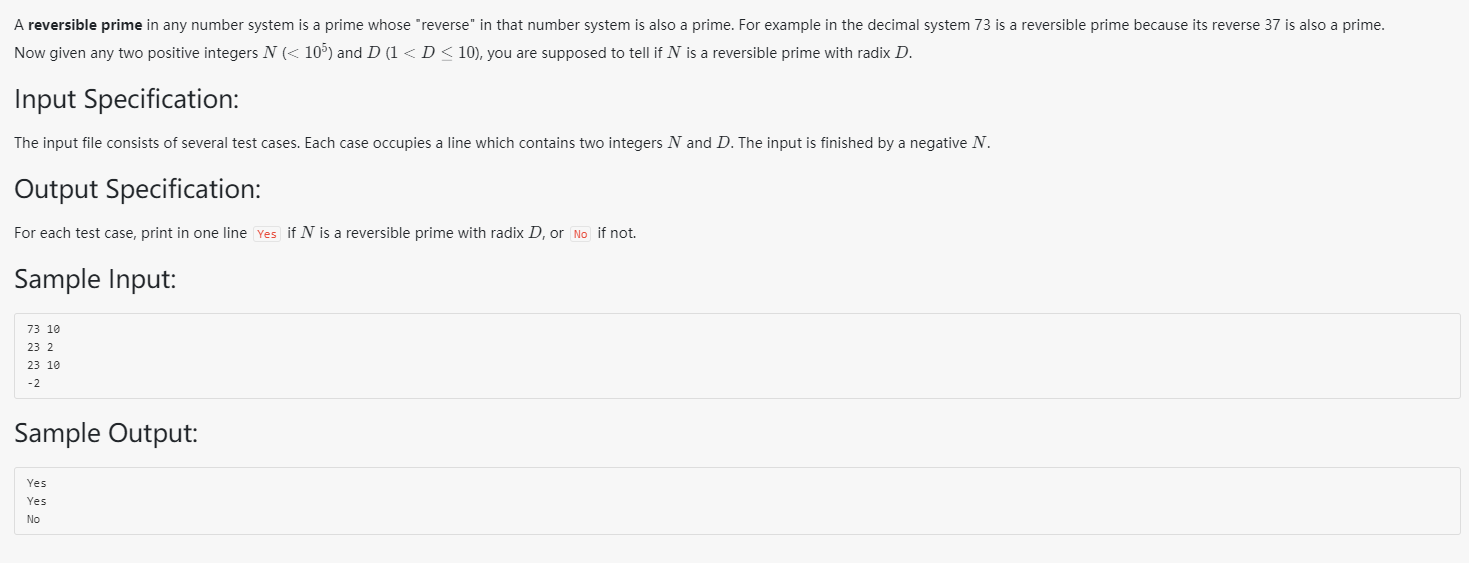 A reversible prime in any number system is a prime whose "reverse" in that number system is also a prime. For example in the decimal system 73 is a reversible prime because its reverse 37 is also a prime.
Now given any two positive integers N (< 10⁵) and D (1 < D ≤ 10), you are supposed to tell if N is a reversible prime with radix D.
Input Specification:
The input file consists of several test cases. Each case occupies a line which contains two integers N and D. The input is finished by a negative N.
Output Specification:
For each test case, print in one line Yes if N is a reversible prime with radix D, or No if not.
Sample Input:
73 10
23 2
23 10
-2
Sample Output:
Yes
Yes
No